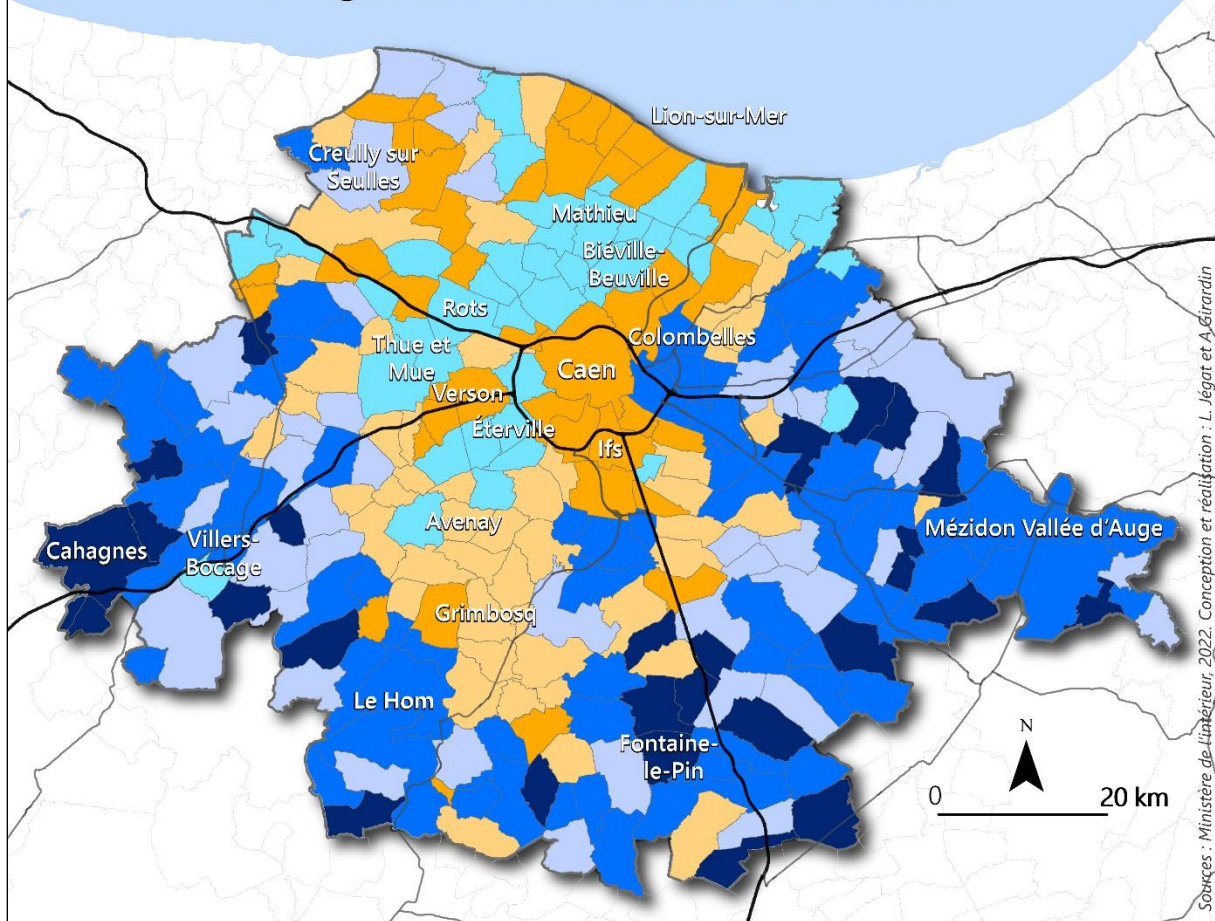 Lion-sur-Mer
Creully sur
Seulles
Mathieu
Biéville-
Beuville
Rots
Colombelles
Thue et
Mue
Caen
Verson
Éterville
Ifs
Avenay
Cahagnes
Villers-
Bocage
Mézidon Vallée d'Auge
Grimbosq
Le Hom
Fontaine-
le-Pin
N
0
20 km
Sources : Ministère de l'intérieur, 2022. Conception et réalisation : L. Jégat et A.Girardin